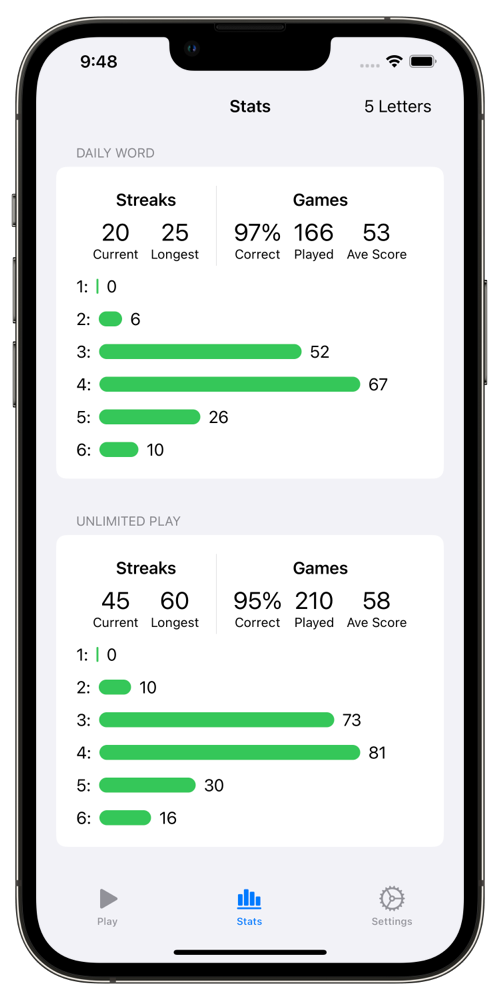 9:48
Stats 5 Letters
DAILY WORD
Streaks Games
20 25 97% 166 53
Current Longest Correct Played Ave Score
1: 0
2: 6
3: 52
4: 67
5: 26
6: 10
UNLIMITED PLAY
Streaks Games
45 60 95% 210 58
Current Longest Correct Played Ave Score
1: 0
2: 10
3: 73
4: 81
5: 30
6: 16
Play Stats Settings